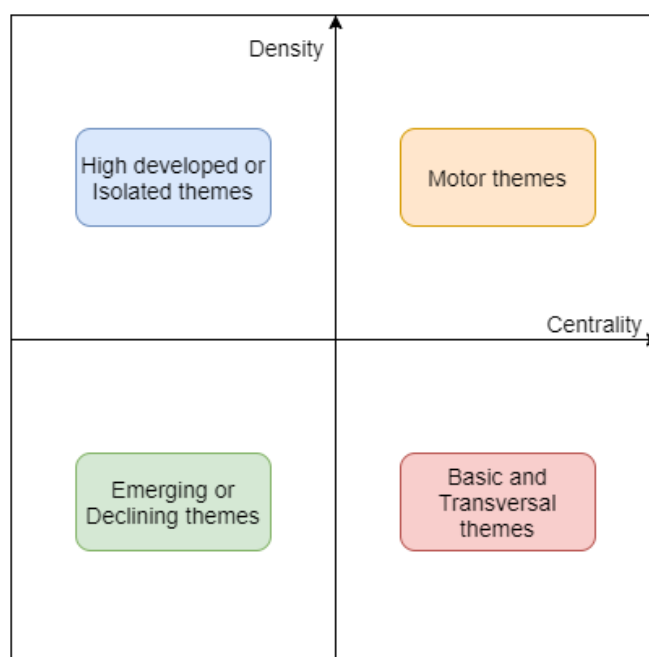 Density
High developed or
Isolated themes
Motor themes
Centrality
Emerging or
Declining themes
Basic and
Transversal
themes